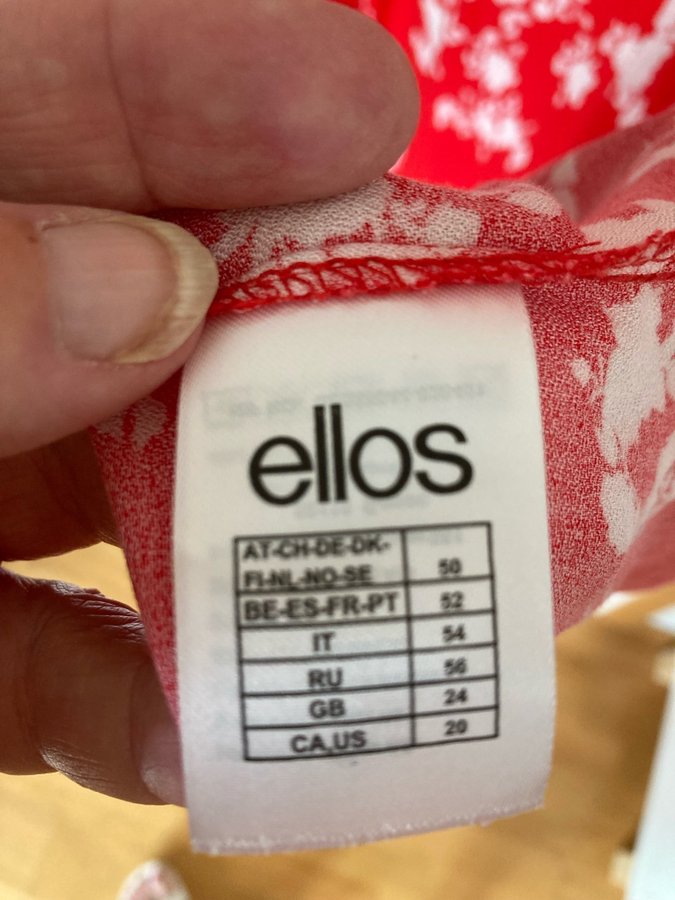 ellos
AT-CH-DE-DK-
FI-NL-NO-SE 50
BE-ES-FR-PT 52
IT 54
RU 56
GB 24
CA,US 20